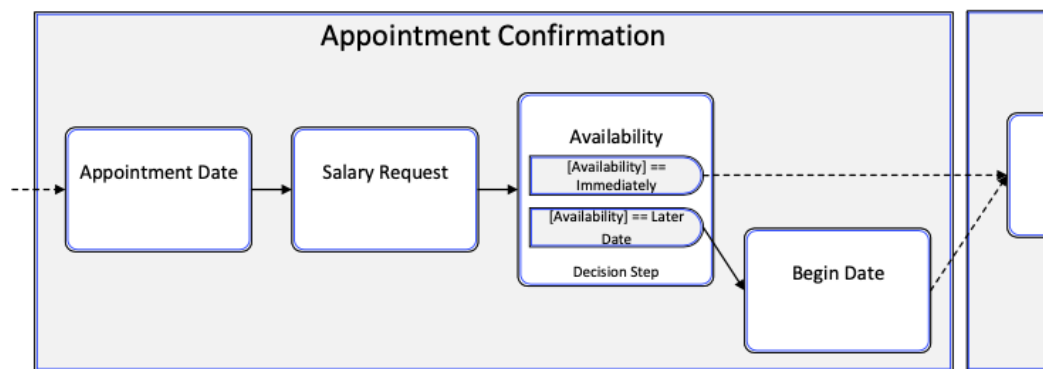 Appointment Confirmation
Appointment Date
Salary Request
Availability
[Availability] ==
Immediately
[Availability] == Later
Date
Decision Step
Begin Date